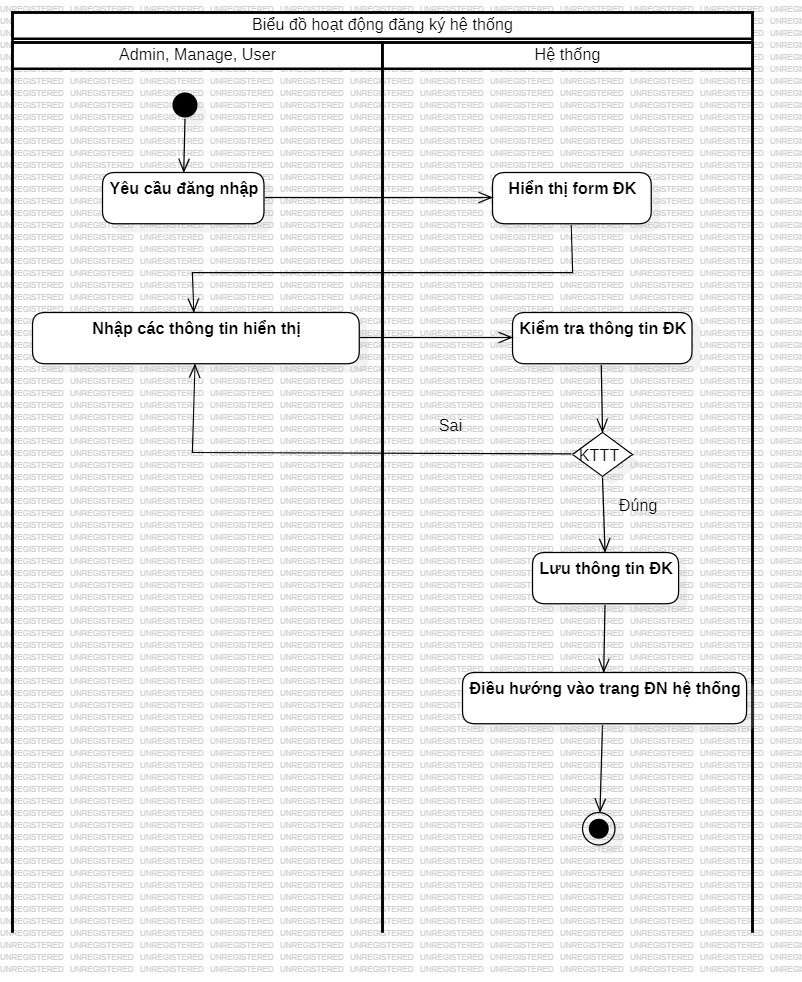 Biểu đồ hoạt động đăng ký hệ thống
Admin, Manage, User
Hệ thống
Yêu cầu đăng nhập
Hiển thị form ĐK
Nhập các thông tin hiển thị
Kiểm tra thông tin ĐK
Sai
KTTT
Đúng
Lưu thông tin ĐK
Điều hướng vào trang ĐN hệ thống
UNREGISTERED